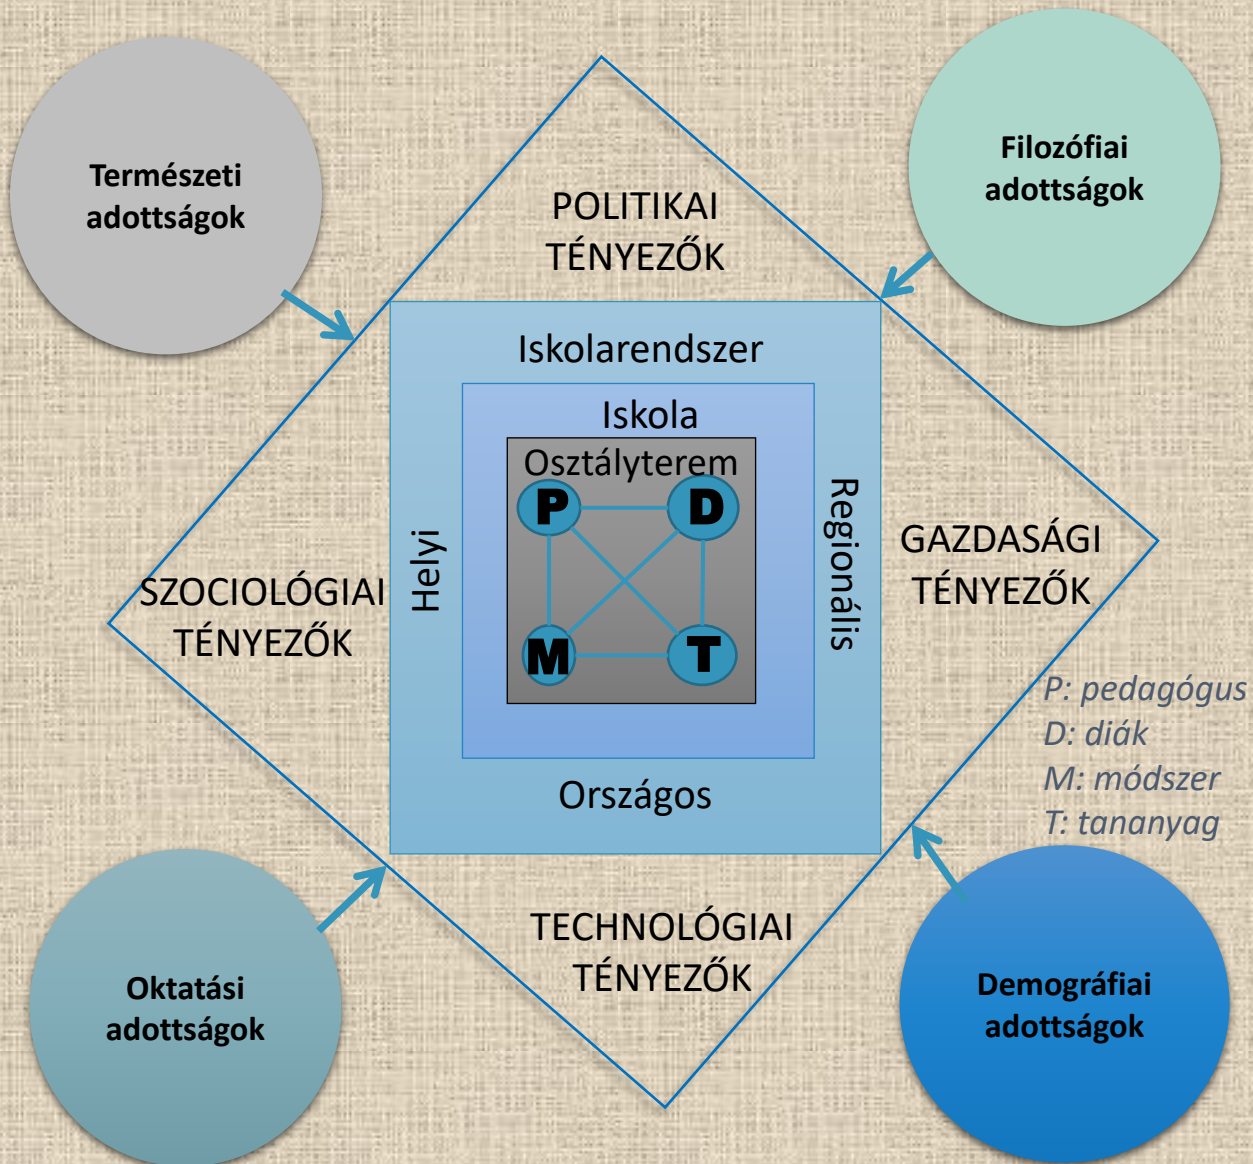 Természeti
adottságok
Filozófiai
adottságok
POLITIKAI
TÉNYEZŐK
Iskolarendszer
Iskola
Osztályterem
P
D
M
T
Helyi
Regionális
Országos
SZOCIOLÓGIAI
TÉNYEZŐK
GAZDASÁGI
TÉNYEZŐK
P: pedagógus
D: diák
M: módszer
T: tananyag
TECHNOLÓGIAI
TÉNYEZŐK
Oktatási
adottságok
Demográfiai
adottságok